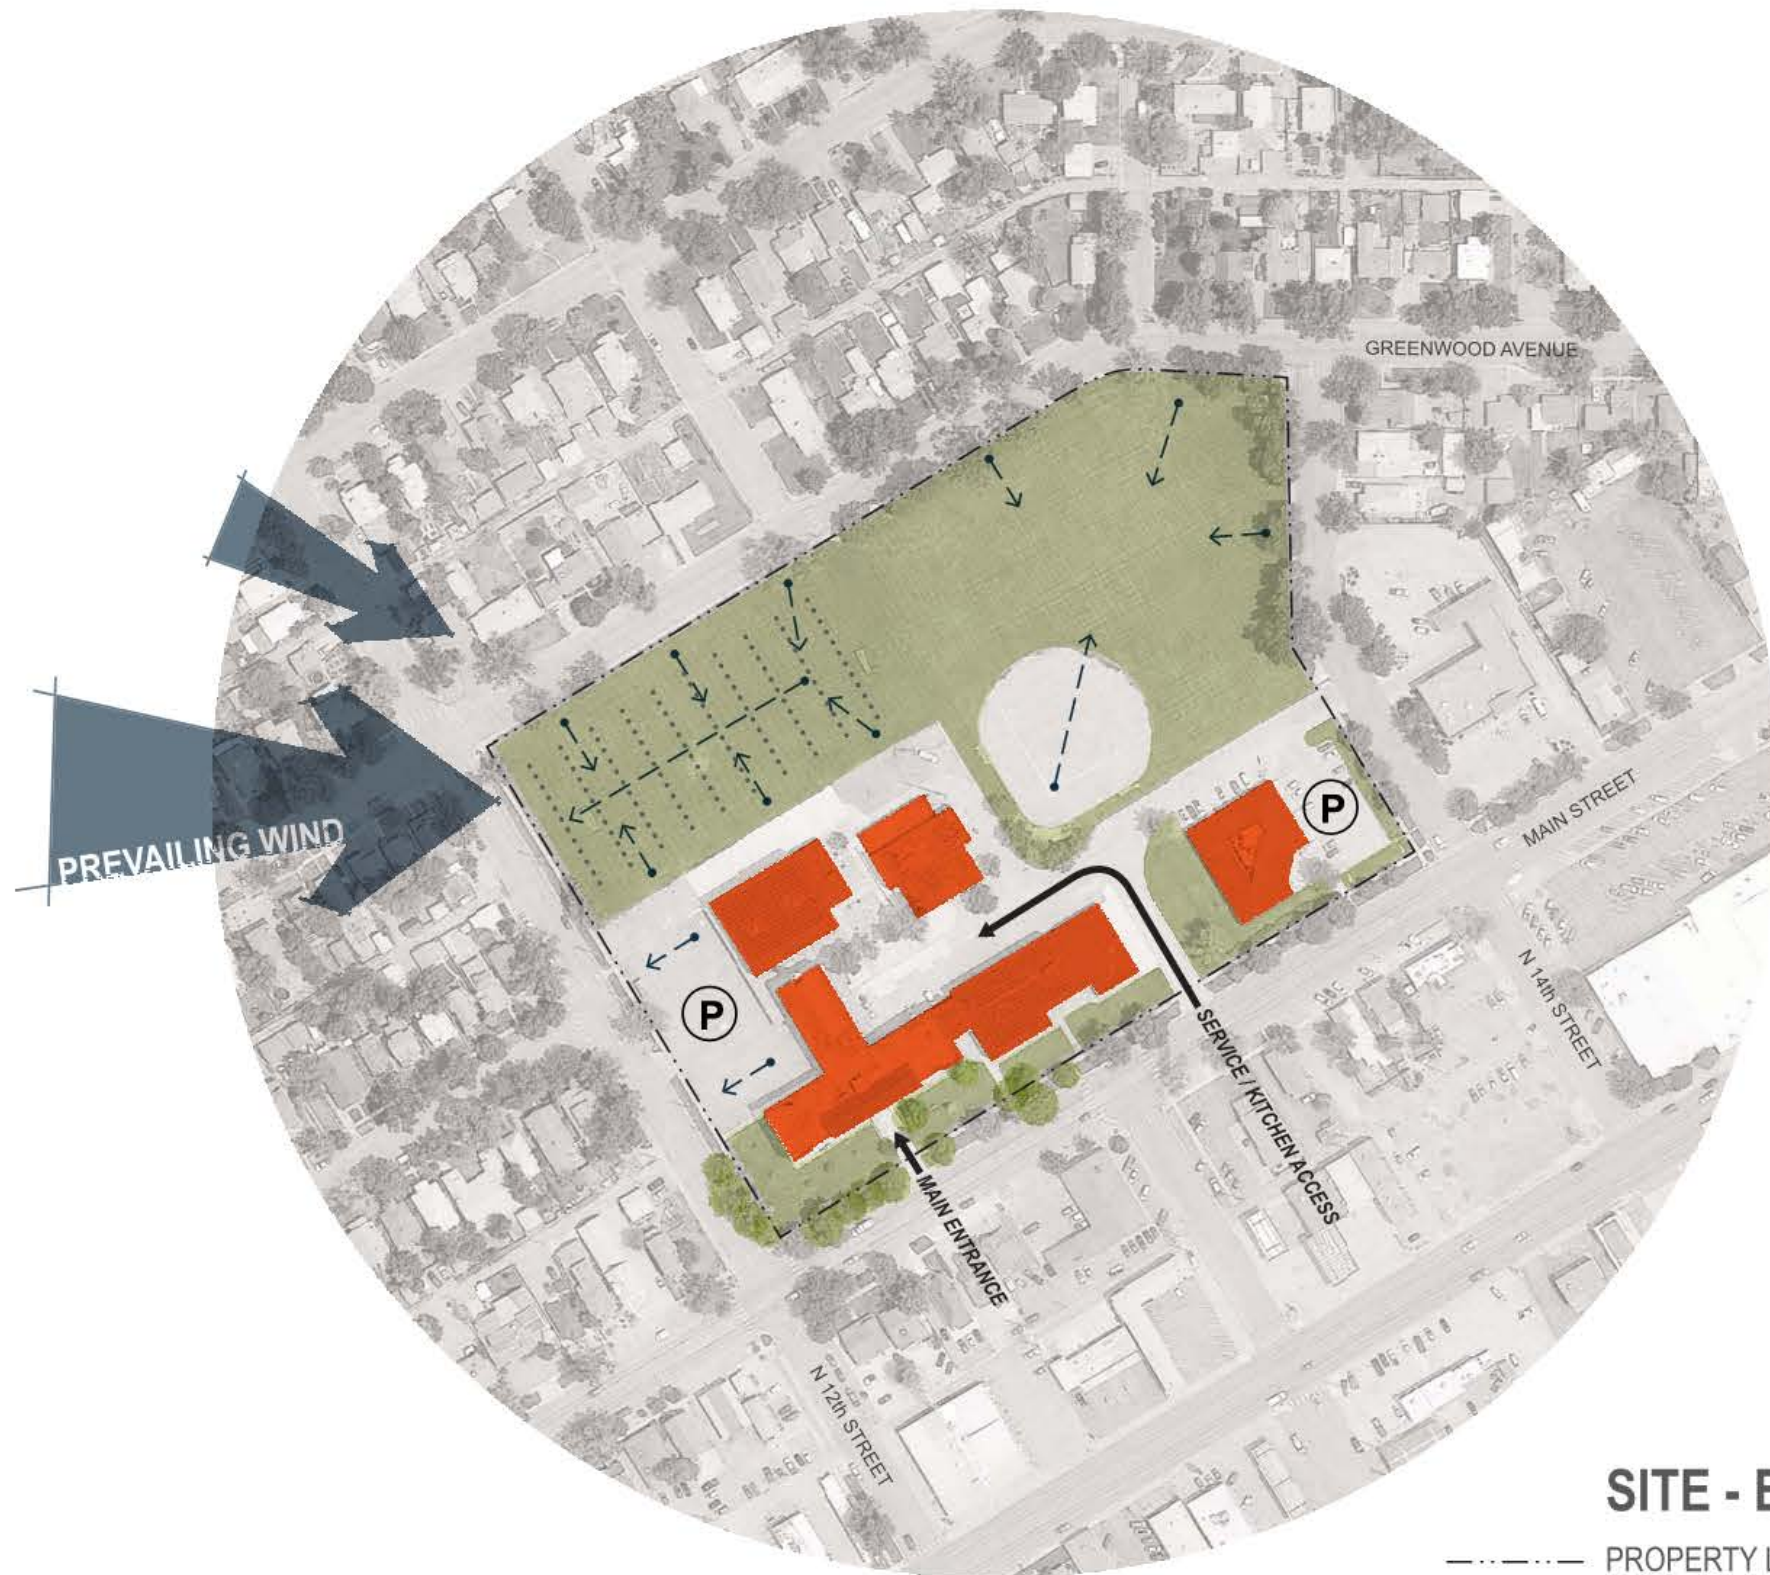 GREENWOOD AVENUE
PREVAILING WIND
P
MAIN STREET
P
N 14th STREET
SERVICE / KITCHEN ACCESS
MAIN ENTRANCE
N 12th STREET
SITE -
PROPERTY